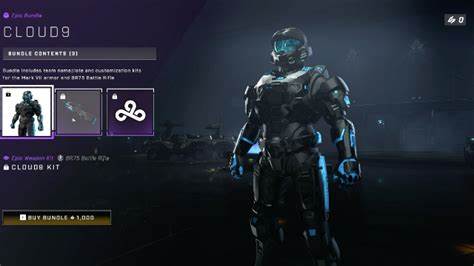 Epic Bundle
CLOUD9
BUNDLE CONTENTS (3)
Bundle includes team nameplate and customization kits
for the Mark VII armor and BR75 Battle Rifle
Epic Weapon Kit BR75 Battle Rifle
CLOUD9 KIT
BUY BUNDLE 1,000
0